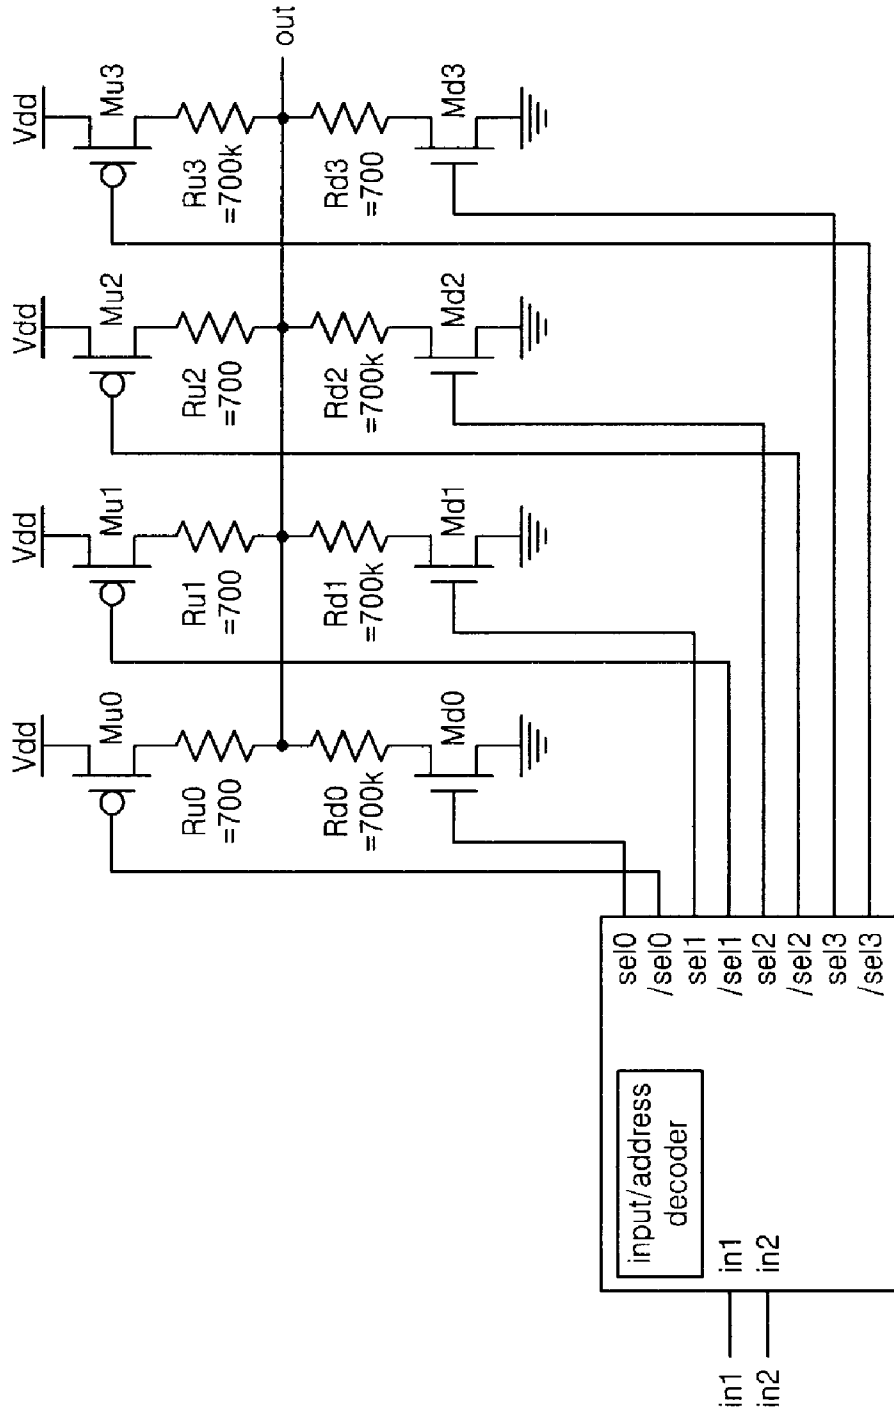 Vdd
Vdd
Vdd
Vdd
Mu0
Mu1
Mu2
Mu3
Ru0
=700
Ru1
=700
Ru2
=700
Ru3
=700k
out
Rd0
=700k
Rd1
=700k
Rd2
=700k
Rd3
=700
Md0
Md1
Md2
Md3
input/address
decoder
in1
in2
in1
in2
sel0
/sel0
sel1
/sel1
sel2
/sel2
sel3
/sel3